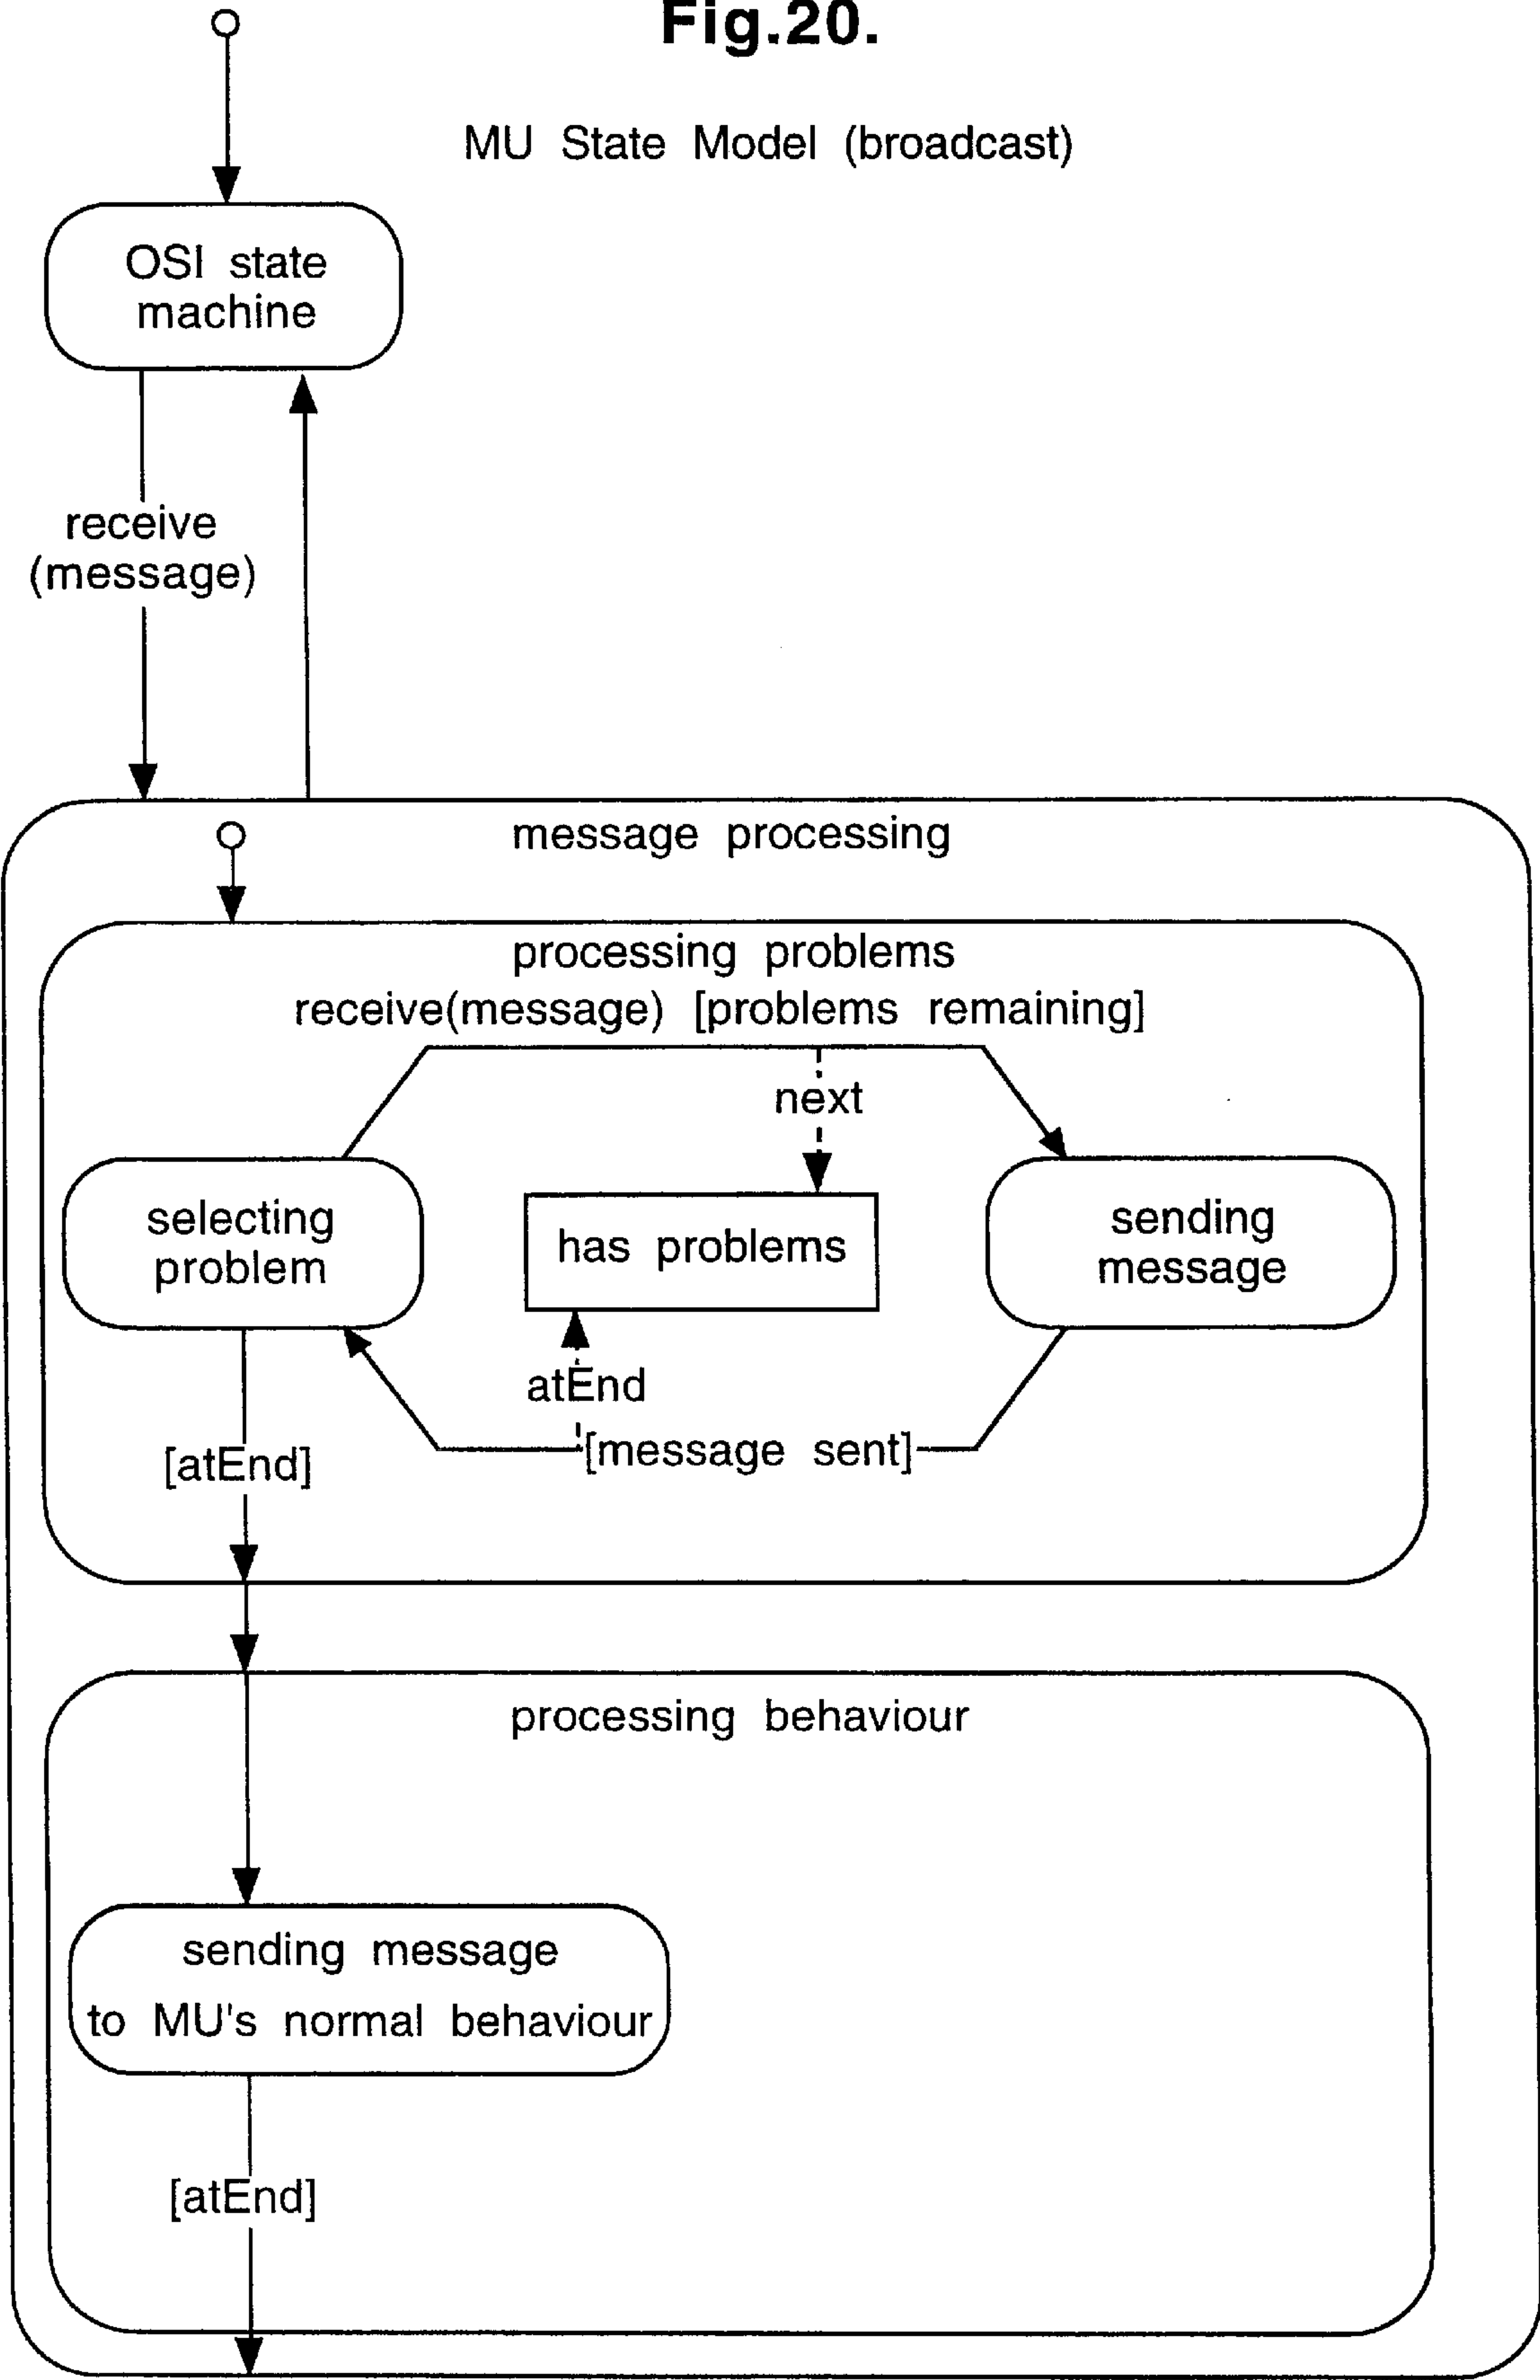 Fig.20.
MU State Model (broadcast)
OSI state
machine
receive
(message)
message processing
processing problems
receive(message) [problems remaining]
next
selecting
problem
has problems
sending
message
atEnd
[message sent]
[atEnd]
processing behaviour
sending message
to MU's normal behaviour
[atEnd]